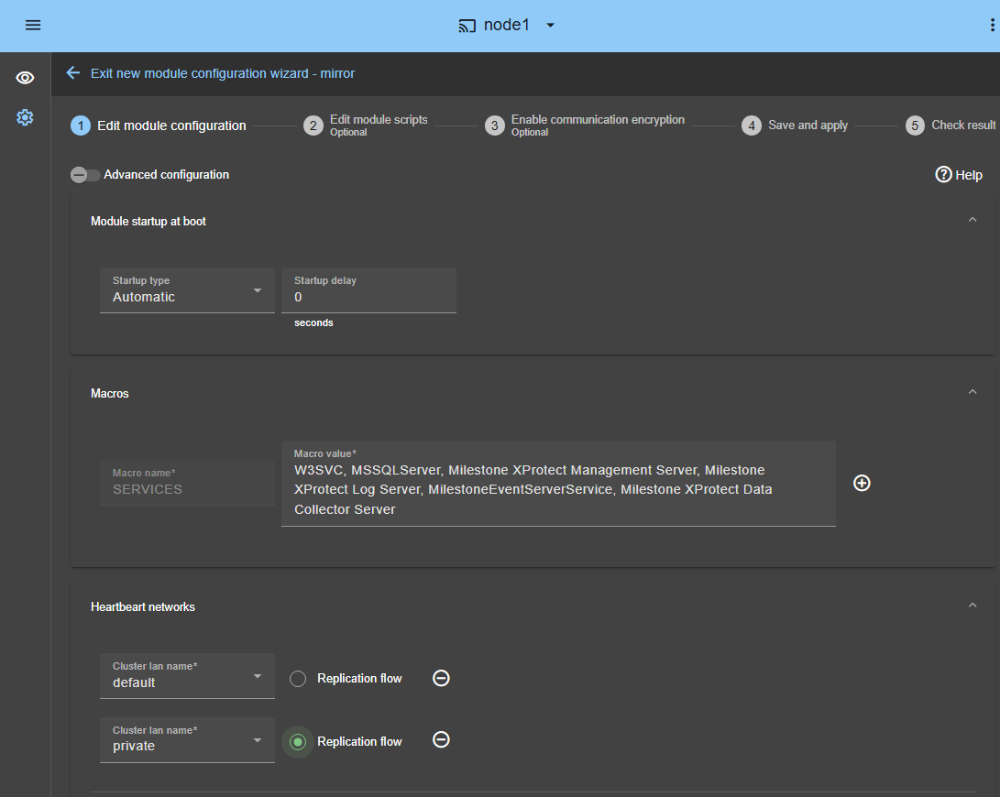 node1
Exit new module configuration wizard - mirror
1 Edit module configuration
2 Edit module scripts
Optional
3 Enable communication encryption
Optional
4 Save and apply
5 Check result
Advanced configuration
Help
Module startup at boot
Startup type
Automatic
Startup delay
0
seconds
Macros
Macro name*
SERVICES
Macro value*
W3SVC, MSSQLServer, Milestone XProtect Management Server, Milestone
XProtect Log Server, MilestoneEventServerService, Milestone XProtect Data
Collector Server
Heartbeart networks
Cluster lan name*
default
Replication flow
Cluster lan name*
private
Replication flow